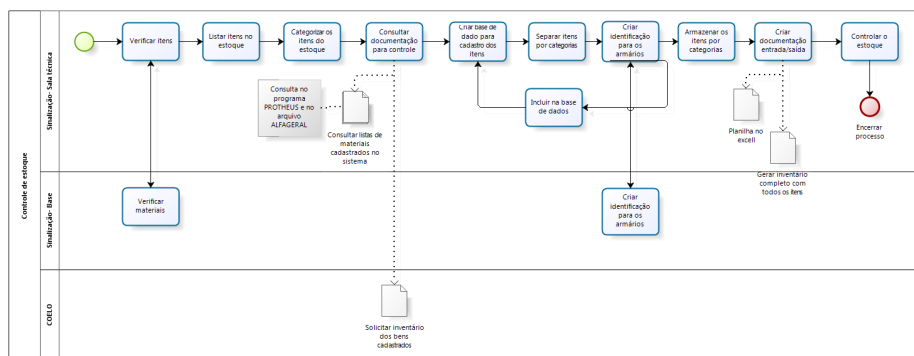 Controle de estoque
Sinalização- Sala técnica
Verificar itens
Listar itens no
estoque
Categorizar os
itens do
estoque
Consultar
documentação
para controle
Criar base de
dado para
cadastro dos
itens
Separar itens
por categorias
Criar
identificação
para os
armários
Armazenar os
itens por
categorias
Criar
documentação
entrada/saída
Controlar o
estoque
Consulta no
programa
PROTHEUS e no
arquivo
ALFAGERAL
Consultar listas de
materiais
cadastrados no
sistema
Incluir na base
de dados
Planilha no
excell
Gerar inventário
completo com
todos os itens
Encerrar
processo
Sinalização- Base
Verificar
materiais
Criar
identificação
para os
armários
COELO
Solicitar inventário
dos bens
cadastrados